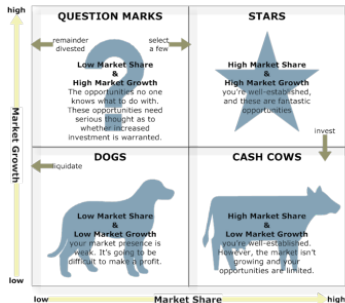 high
QUESTION MARKS
STARS
remainder
divested
select
a few
Low Market Share
&
High Market Growth
The opportunities no one
knows what to do with.
These opportunities need
serious thought as to
whether increased
investment is warranted.
High Market Share
&
High Market Growth
you're well-established,
and these are fantastic
opportunities
invest
Market Growth
DOGS
CASH COWS
liquidate
Low Market Share
&
Low Market Growth
your market presence is
weak. It's going to be
difficult to make a profit.
High Market Share
&
Low Market Growth
you're well-established.
However, the market isn't
growing and your
opportunities are limited.
low
low
Market Share
high